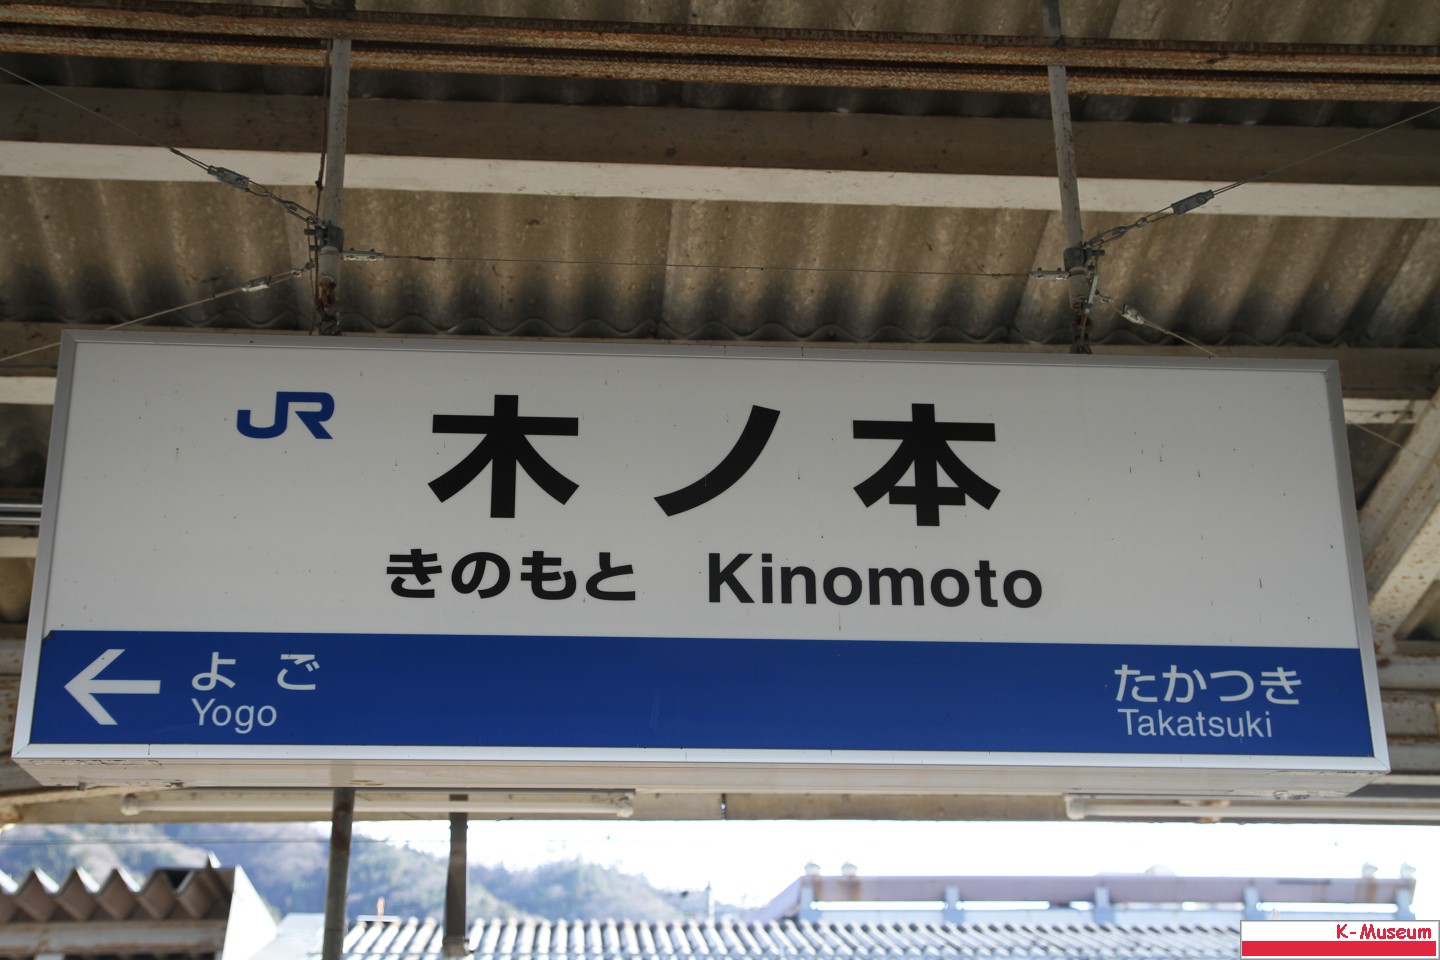 JR 木ノ本
きのもと Kinomoto
← よご
Yogo
たかつき
Takatsuki
K-Museum